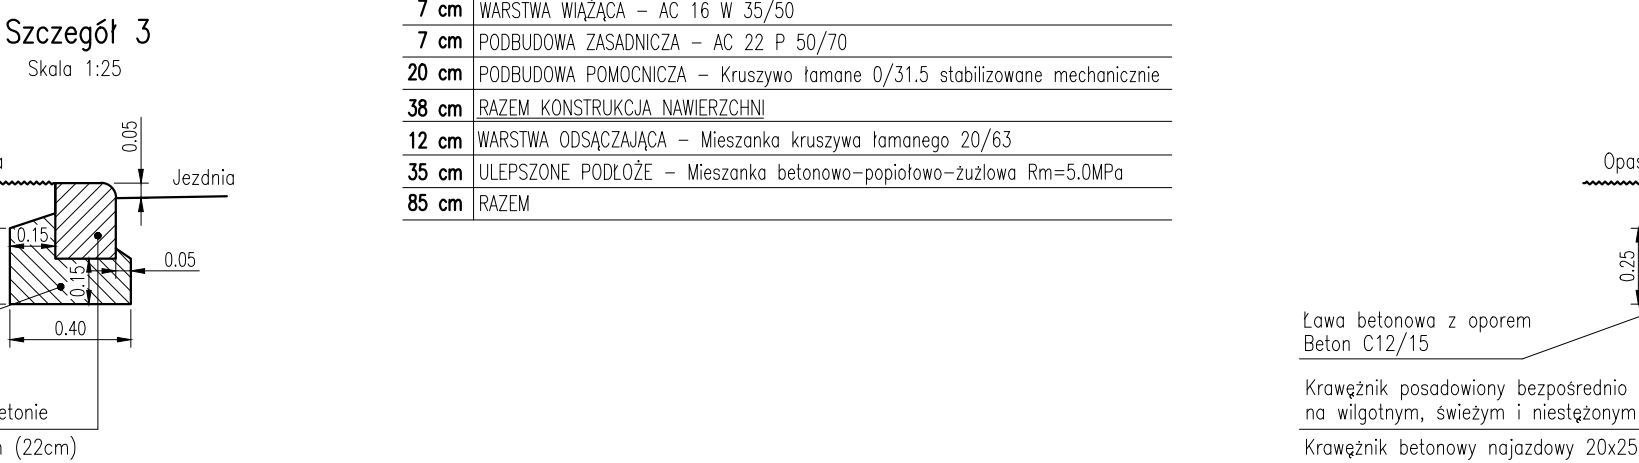 Szczegół 3
Skala 1:25
0.05
Jezdnia
0.15
0.15
0.05
0.40
etonie
(22cm)
7 cm WARSTWA WIĄŻĄCA – AC 16 W 35/50
7 cm PODBUDOWA ZASADNICZA – AC 22 P 50/70
20 cm PODBUDOWA POMOCNICZA – Kruszywo łamane 0/31.5 stabilizowane mechanicznie
38 cm RAZEM KONSTRUKCJA NAWIERZCHNI
12 cm WARSTWA ODSĄCZAJĄCA – Mieszanka kruszywa łamanego 20/63
35 cm ULEPSZONE PODŁOŻE – Mieszanka betonowo–popiołowo–żużlowa Rm=5.0MPa
85 cm RAZEM
Opas
0.25
Ława betonowa z oporem
Beton C12/15
Krawężnik posadowiony bezpośrednio
na wilgotnym, świeżym i niestężonym
Krawężnik betonowy najazdowy 20x25